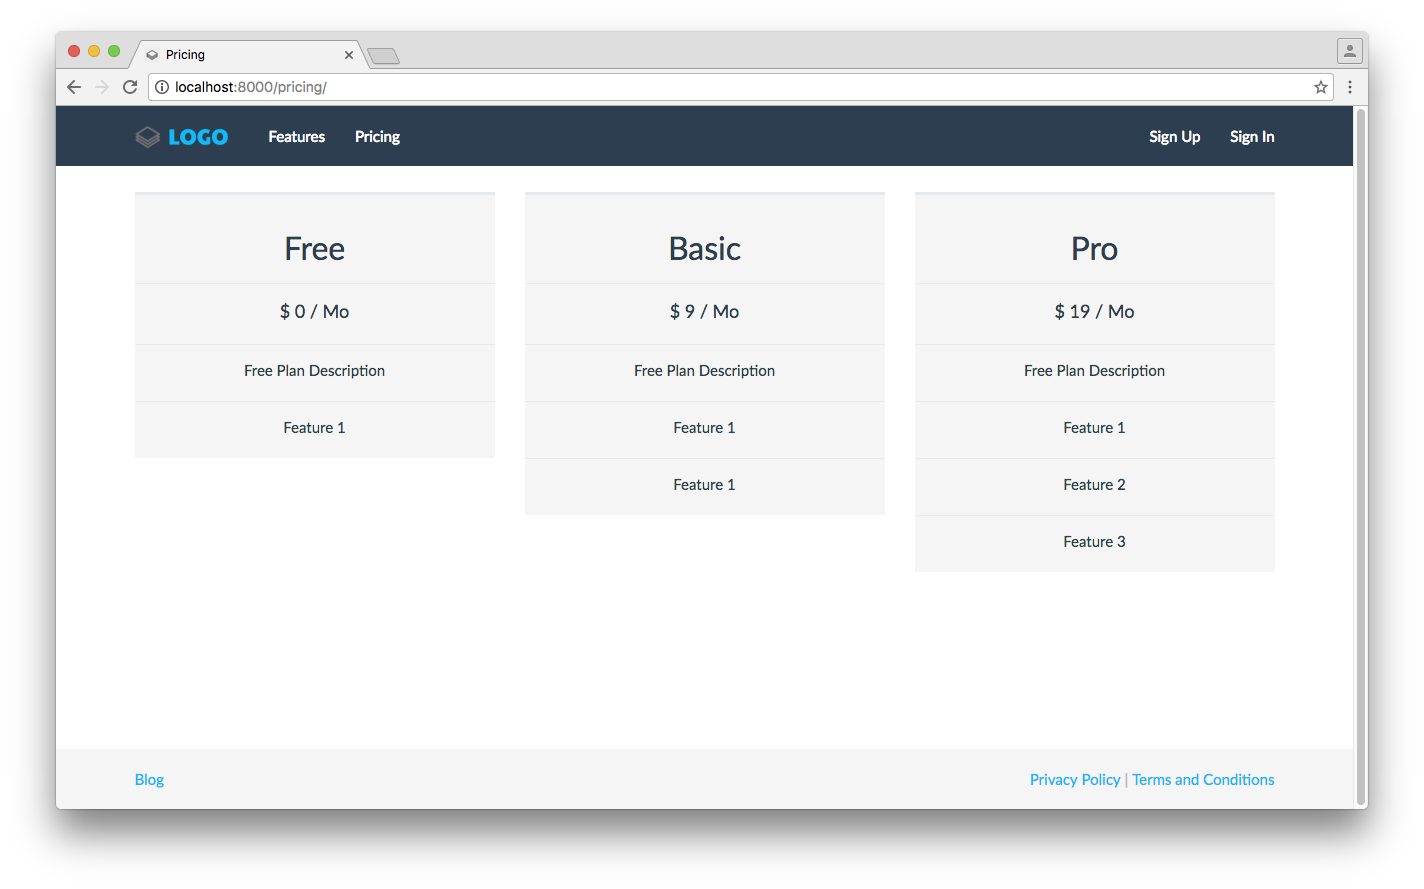 Pricing
localhost:8000/pricing/
LOGO Features Pricing Sign Up Sign In
Free
$ 0 / Mo
Free Plan Description
Feature 1
Basic
$ 9 / Mo
Free Plan Description
Feature 1
Feature 1
Pro
$ 19 / Mo
Free Plan Description
Feature 1
Feature 2
Feature 3
Blog Privacy Policy | Terms and Conditions